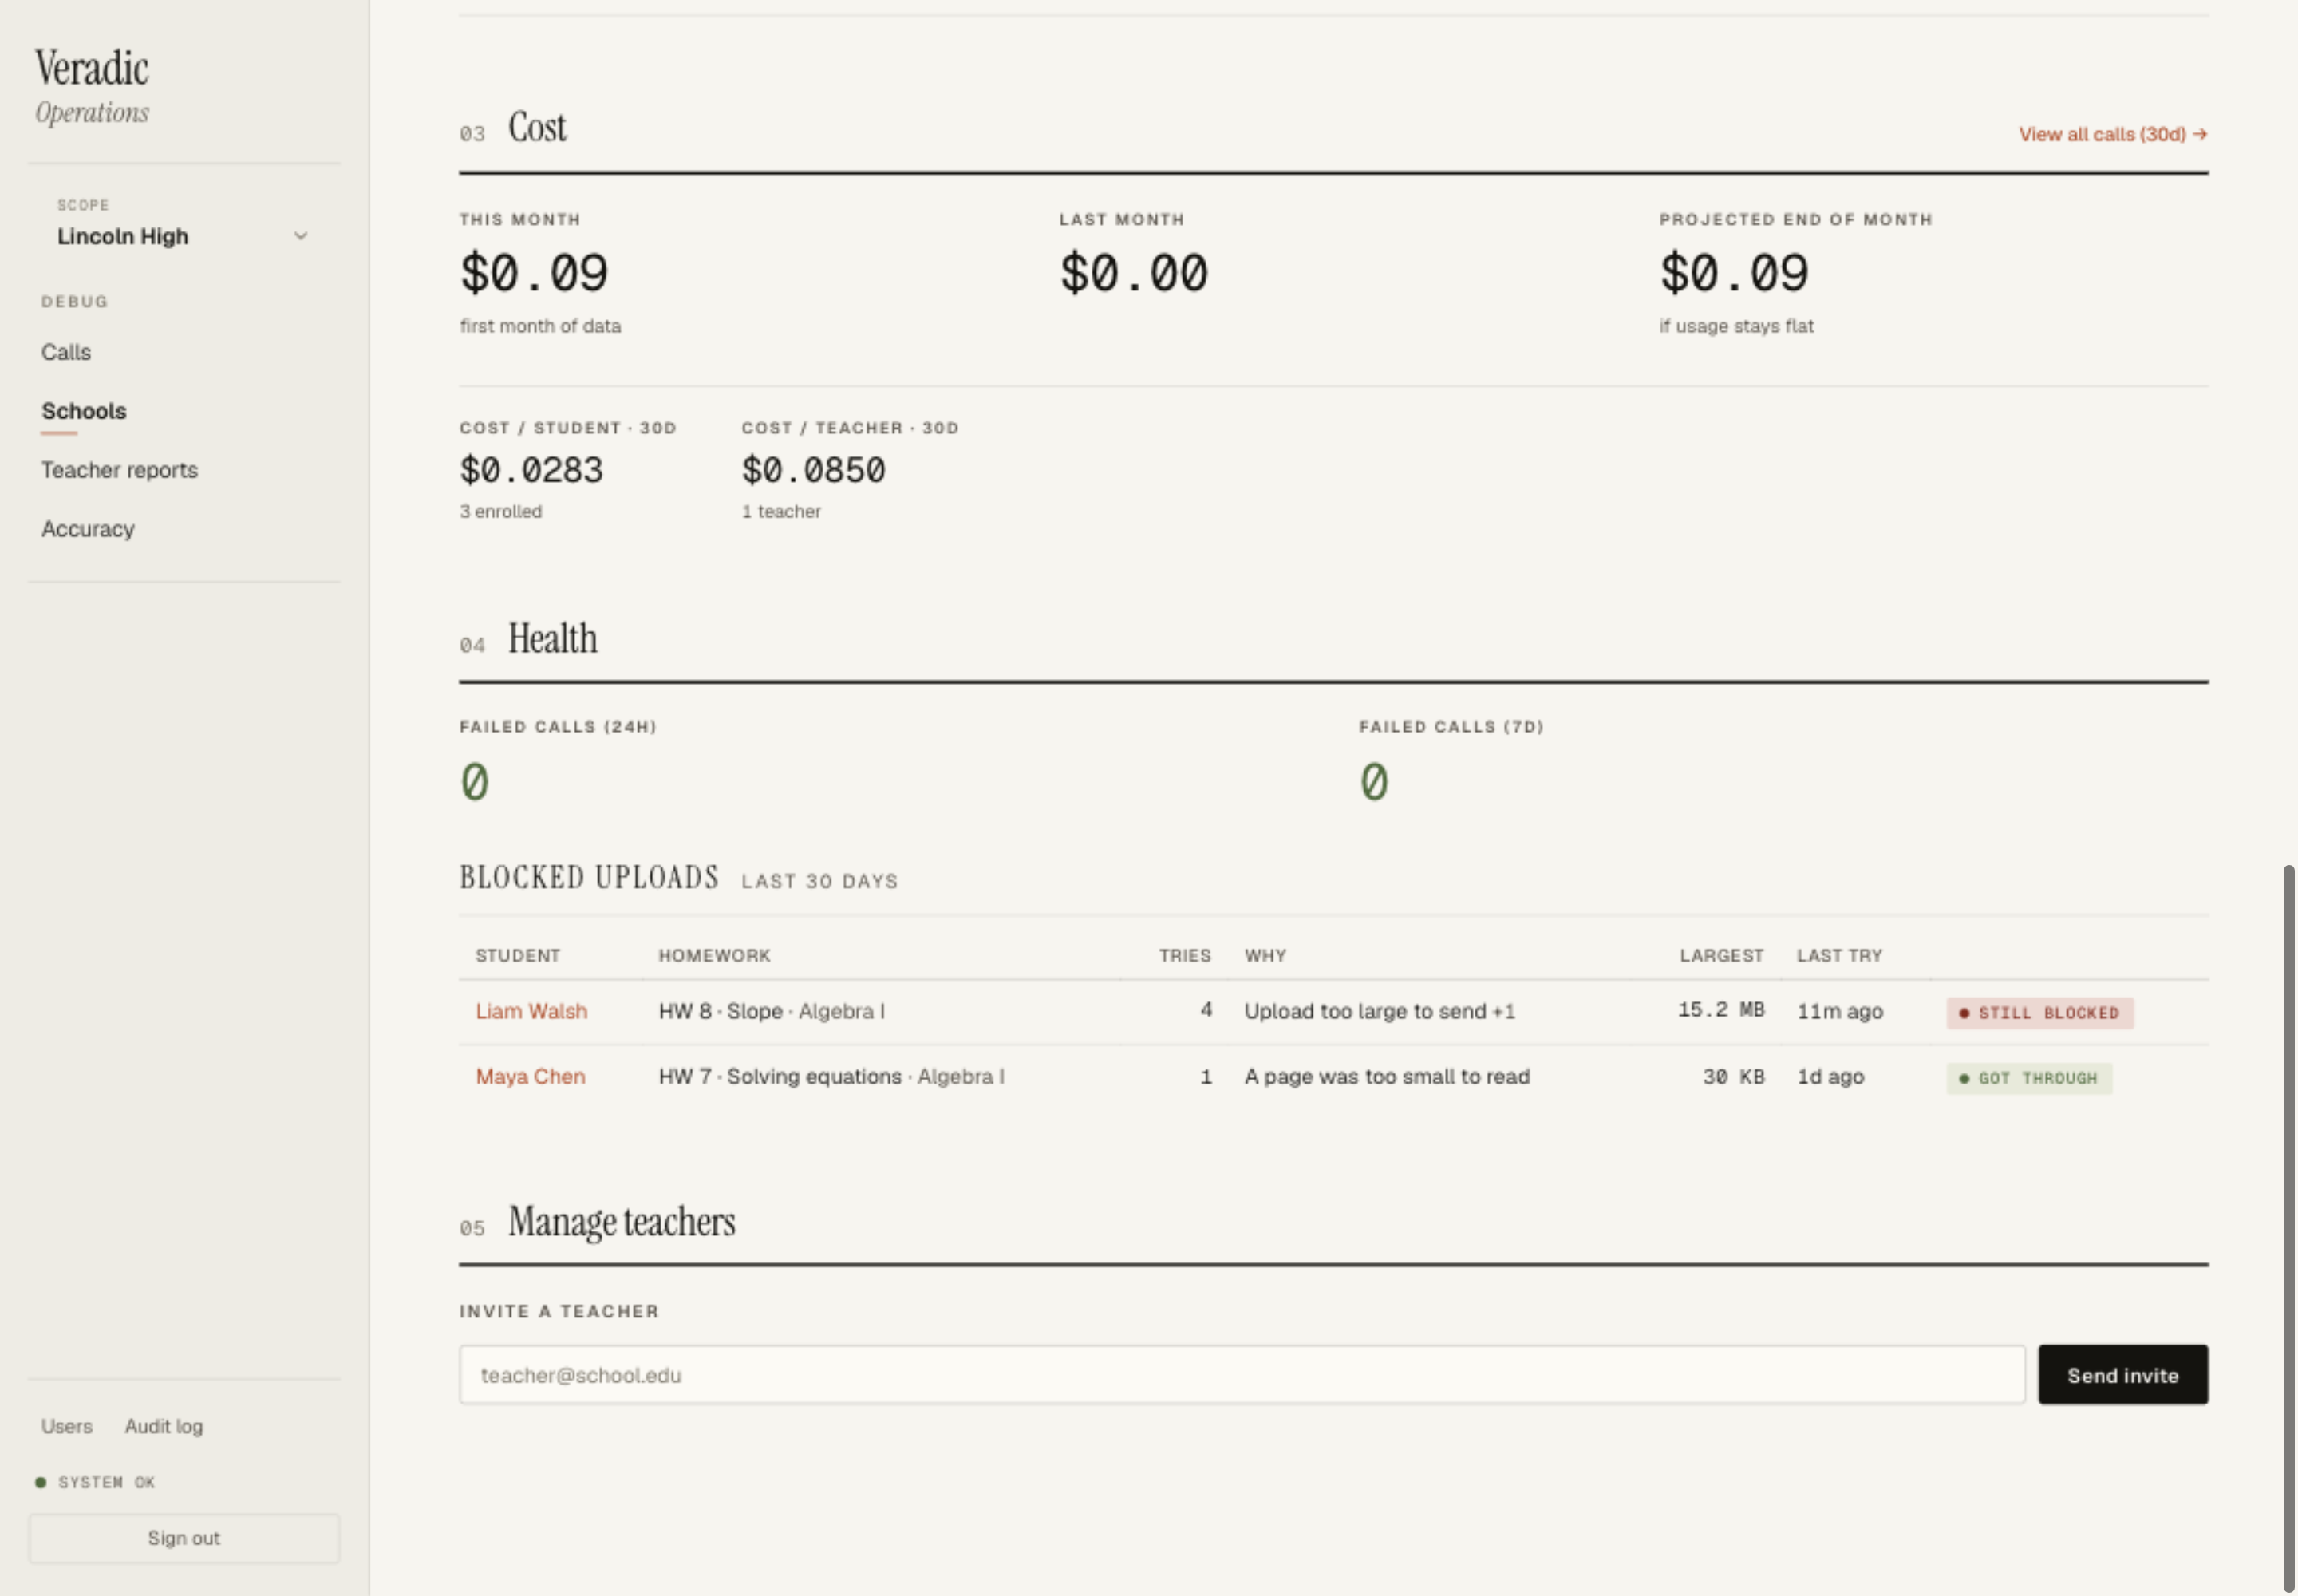 Veradic
Operations
SCOPE
Lincoln High
DEBUG
Calls
Schools
Teacher reports
Accuracy
Users Audit log
SYSTEM OK
Sign out
03 Cost View all calls (30d) →
THIS MONTH LAST MONTH PROJECTED END OF MONTH
$0.09 $0.00 $0.09
first month of data if usage stays flat
COST / STUDENT · 30D COST / TEACHER · 30D
$0.0283 $0.0850
3 enrolled 1 teacher
04 Health
FAILED CALLS (24H) FAILED CALLS (7D)
0 0
BLOCKED UPLOADS LAST 30 DAYS
STUDENT HOMEWORK TRIES WHY LARGEST LAST TRY
Liam Walsh HW 8 · Slope · Algebra I 4 Upload too large to send +1 15.2 MB 11m ago STILL BLOCKED
Maya Chen HW 7 · Solving equations · Algebra I 1 A page was too small to read 30 KB 1d ago GOT THROUGH
05 Manage teachers
INVITE A TEACHER
teacher@school.edu Send invite